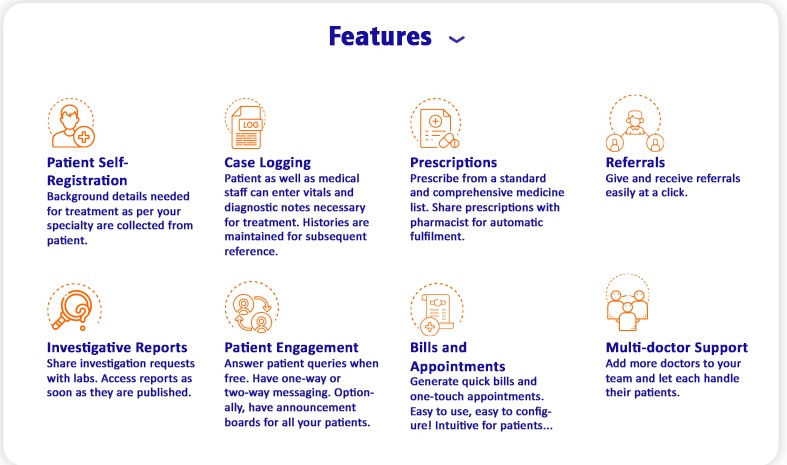 Features
Patient Self-
Registration
Background details needed
for treatment as per your
specialty are collected from
patient.
LOG
Case Logging
Patient as well as medical
staff can enter vitals and
diagnostic notes necessary
for treatment. Histories are
maintained for subsequent
reference.
Prescriptions
Prescribe from a standard
and comprehensive medicine
list. Share prescriptions with
pharmacist for automatic
fulfilment.
Referrals
Give and receive referrals
easily at a click.
Investigative Reports
Share investigation requests
with labs. Access reports as
soon as they are published.
Patient Engagement
Answer patient queries when
free. Have one-way or
two-way messaging. Option-
ally, have announcement
boards for all your patients.
Bills and
Appointments
Generate quick bills and
one-touch appointments.
Easy to use, easy to config-
ure! Intuitive for patients...
Multi-doctor Support
Add more doctors to your
team and let each handle
their patients.